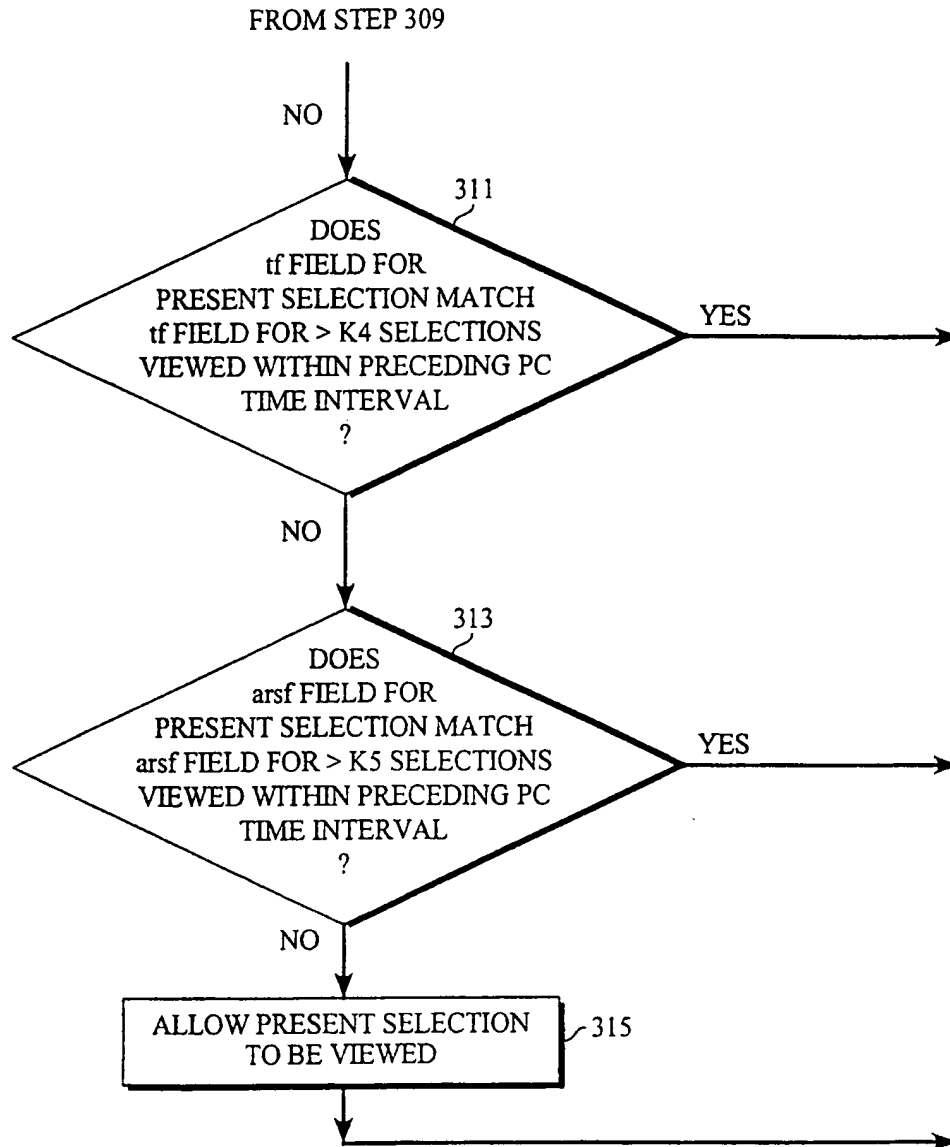 FROM STEP 309
NO
311
DOES
tf FIELD FOR
PRESENT SELECTION MATCH
tf FIELD FOR > K4 SELECTIONS
VIEWED WITHIN PRECEDING PC
TIME INTERVAL
?
YES
NO
313
DOES
arsf FIELD FOR
PRESENT SELECTION MATCH
arsf FIELD FOR > K5 SELECTIONS
VIEWED WITHIN PRECEDING PC
TIME INTERVAL
?
YES
NO
ALLOW PRESENT SELECTION
TO BE VIEWED
315